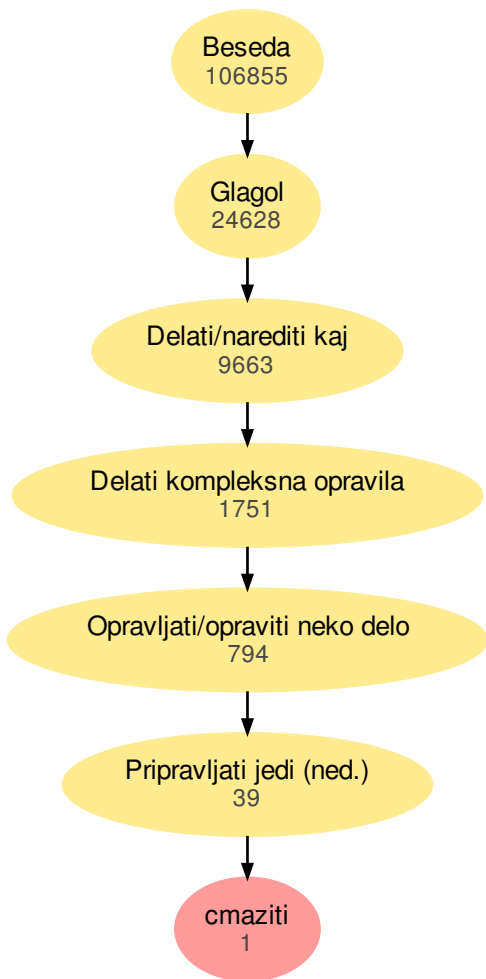 Beseda
106855
Glagol
24628
Delati/narediti kaj
9663
Delati kompleksna opravila
1751
Opravljati/opraviti neko delo
794
Pripravljati jedi (ned.)
39
cmaziti
1